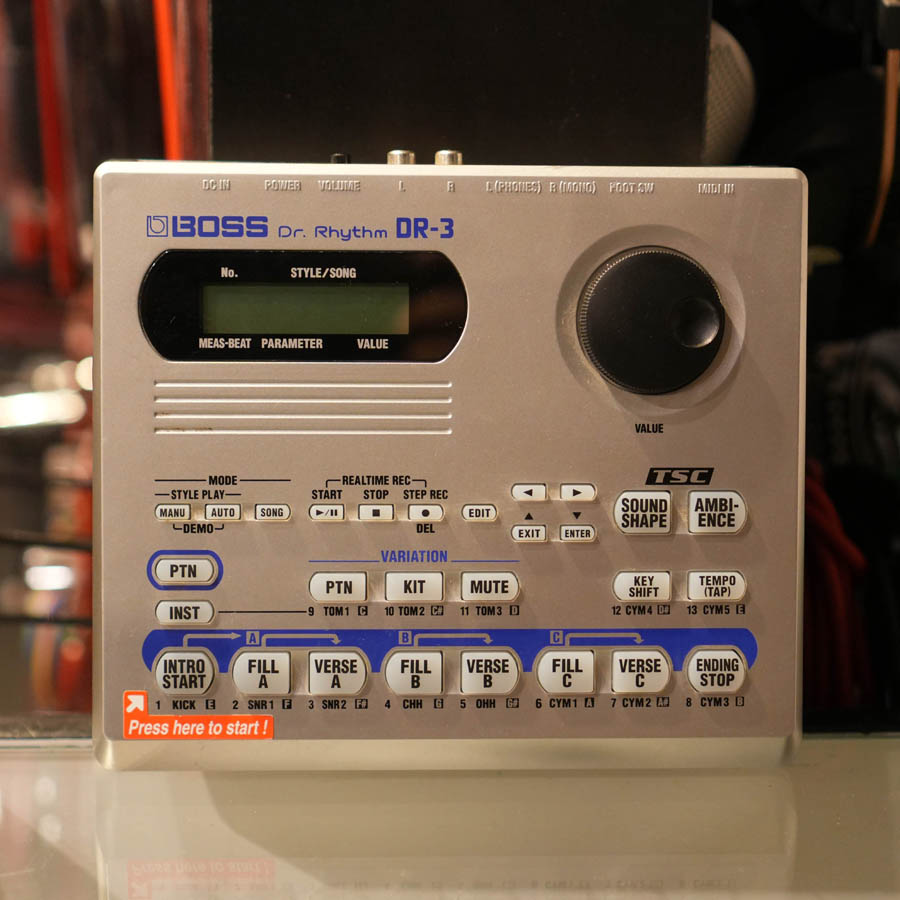 DC IN POWER VOLUME L R L (PHONES) R (MONO) FOOT SW MIDI IN
BOSS Dr. Rhythm DR-3
No. STYLE/SONG
MEAS-BEAT PARAMETER VALUE
VALUE
TSC
MODE
STYLE PLAY
MANU AUTO SONG
DEMO
REALTIME REC
START STOP STEP REC
DEL
EDIT
EXIT ENTER
SOUND SHAPE
AMBI-ENCE
PTN
VARIATION
PTN KIT MUTE
KEY SHIFT
TEMPO (TAP)
INST
9 TOM1 C 10 TOM2 C# 11 TOM3 D 12 CYM4 D# 13 CYM5 E
A B C
INTRO START
FILL A
VERSE A
FILL B
VERSE B
FILL C
VERSE C
ENDING STOP
1 KICK E 2 SNR1 F 3 SNR2 F# 4 CHH G 5 OHH G# 6 CYM1 A 7 CYM2 A# 8 CYM3 B
Press here to start !